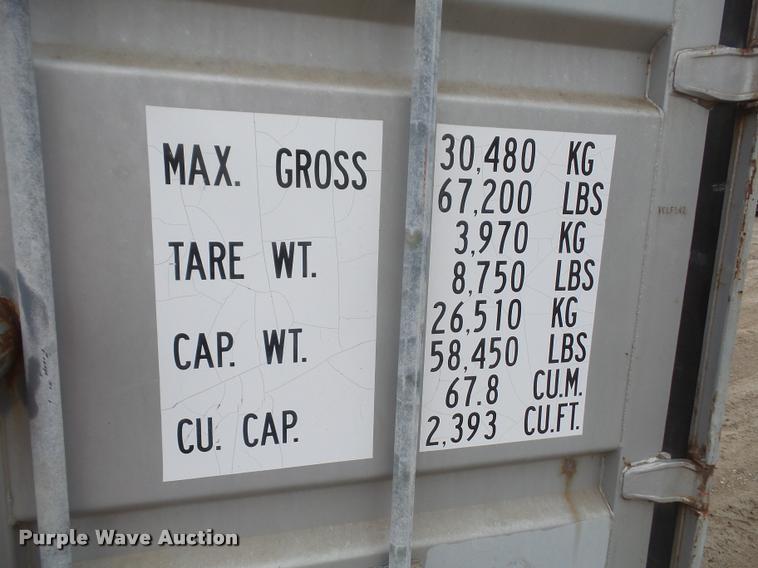 MAX. GROSS 30,480 KG
67,200 LBS
TARE WT. 3,970 KG
8,750 LBS
CAP. WT. 26,510 KG
58,450 LBS
CU. CAP. 67.8 CU.M.
2,393 CU.FT.
Purple Wave Auction